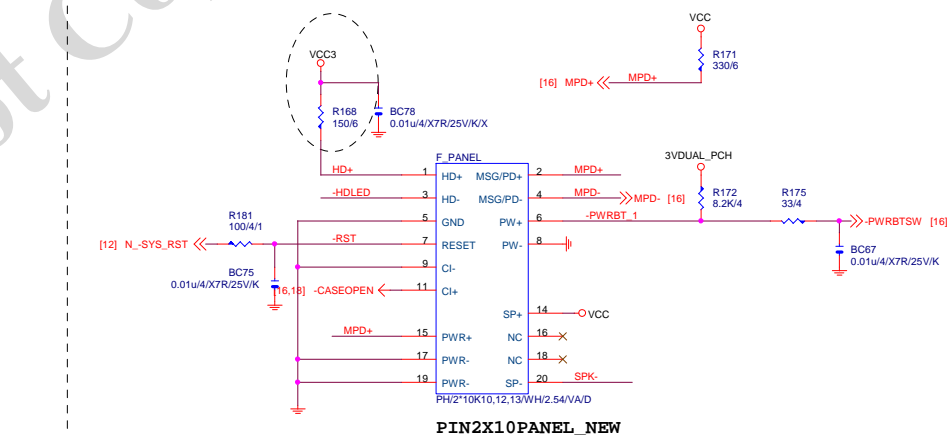 VCC
R171
330/6
[16] MPD+
MPD+
VCC3
R168
150/6
BC78
0.01u/4/X7R/25V/K/X
3VDUAL_PCH
R172
8.2K/4
R175
33/4
-PWRBTSW [16]
BC67
0.01u/4/X7R/25V/K
F_PANEL
HD+ 1 HD+ MSG/PD+ 2 MPD+
-HDLED 3 HD- MSG/PD- 4 MPD- MPD- [16]
5 GND PW+ 6 -PWRBT_1
R181
100/4/1
[12] N_-SYS_RST -RST 7 RESET PW- 8
9 CI-
BC75
0.01u/4/X7R/25V/K
[16,18] -CASEOPEN 11 CI+
SP+ 14 VCC
MPD+ 15 PWR+ NC 16
17 PWR- NC 18
19 PWR- SP- 20 SPK-
PH/2*10K10,12,13/WH/2.54/VA/D
PIN2X10PANEL_NEW